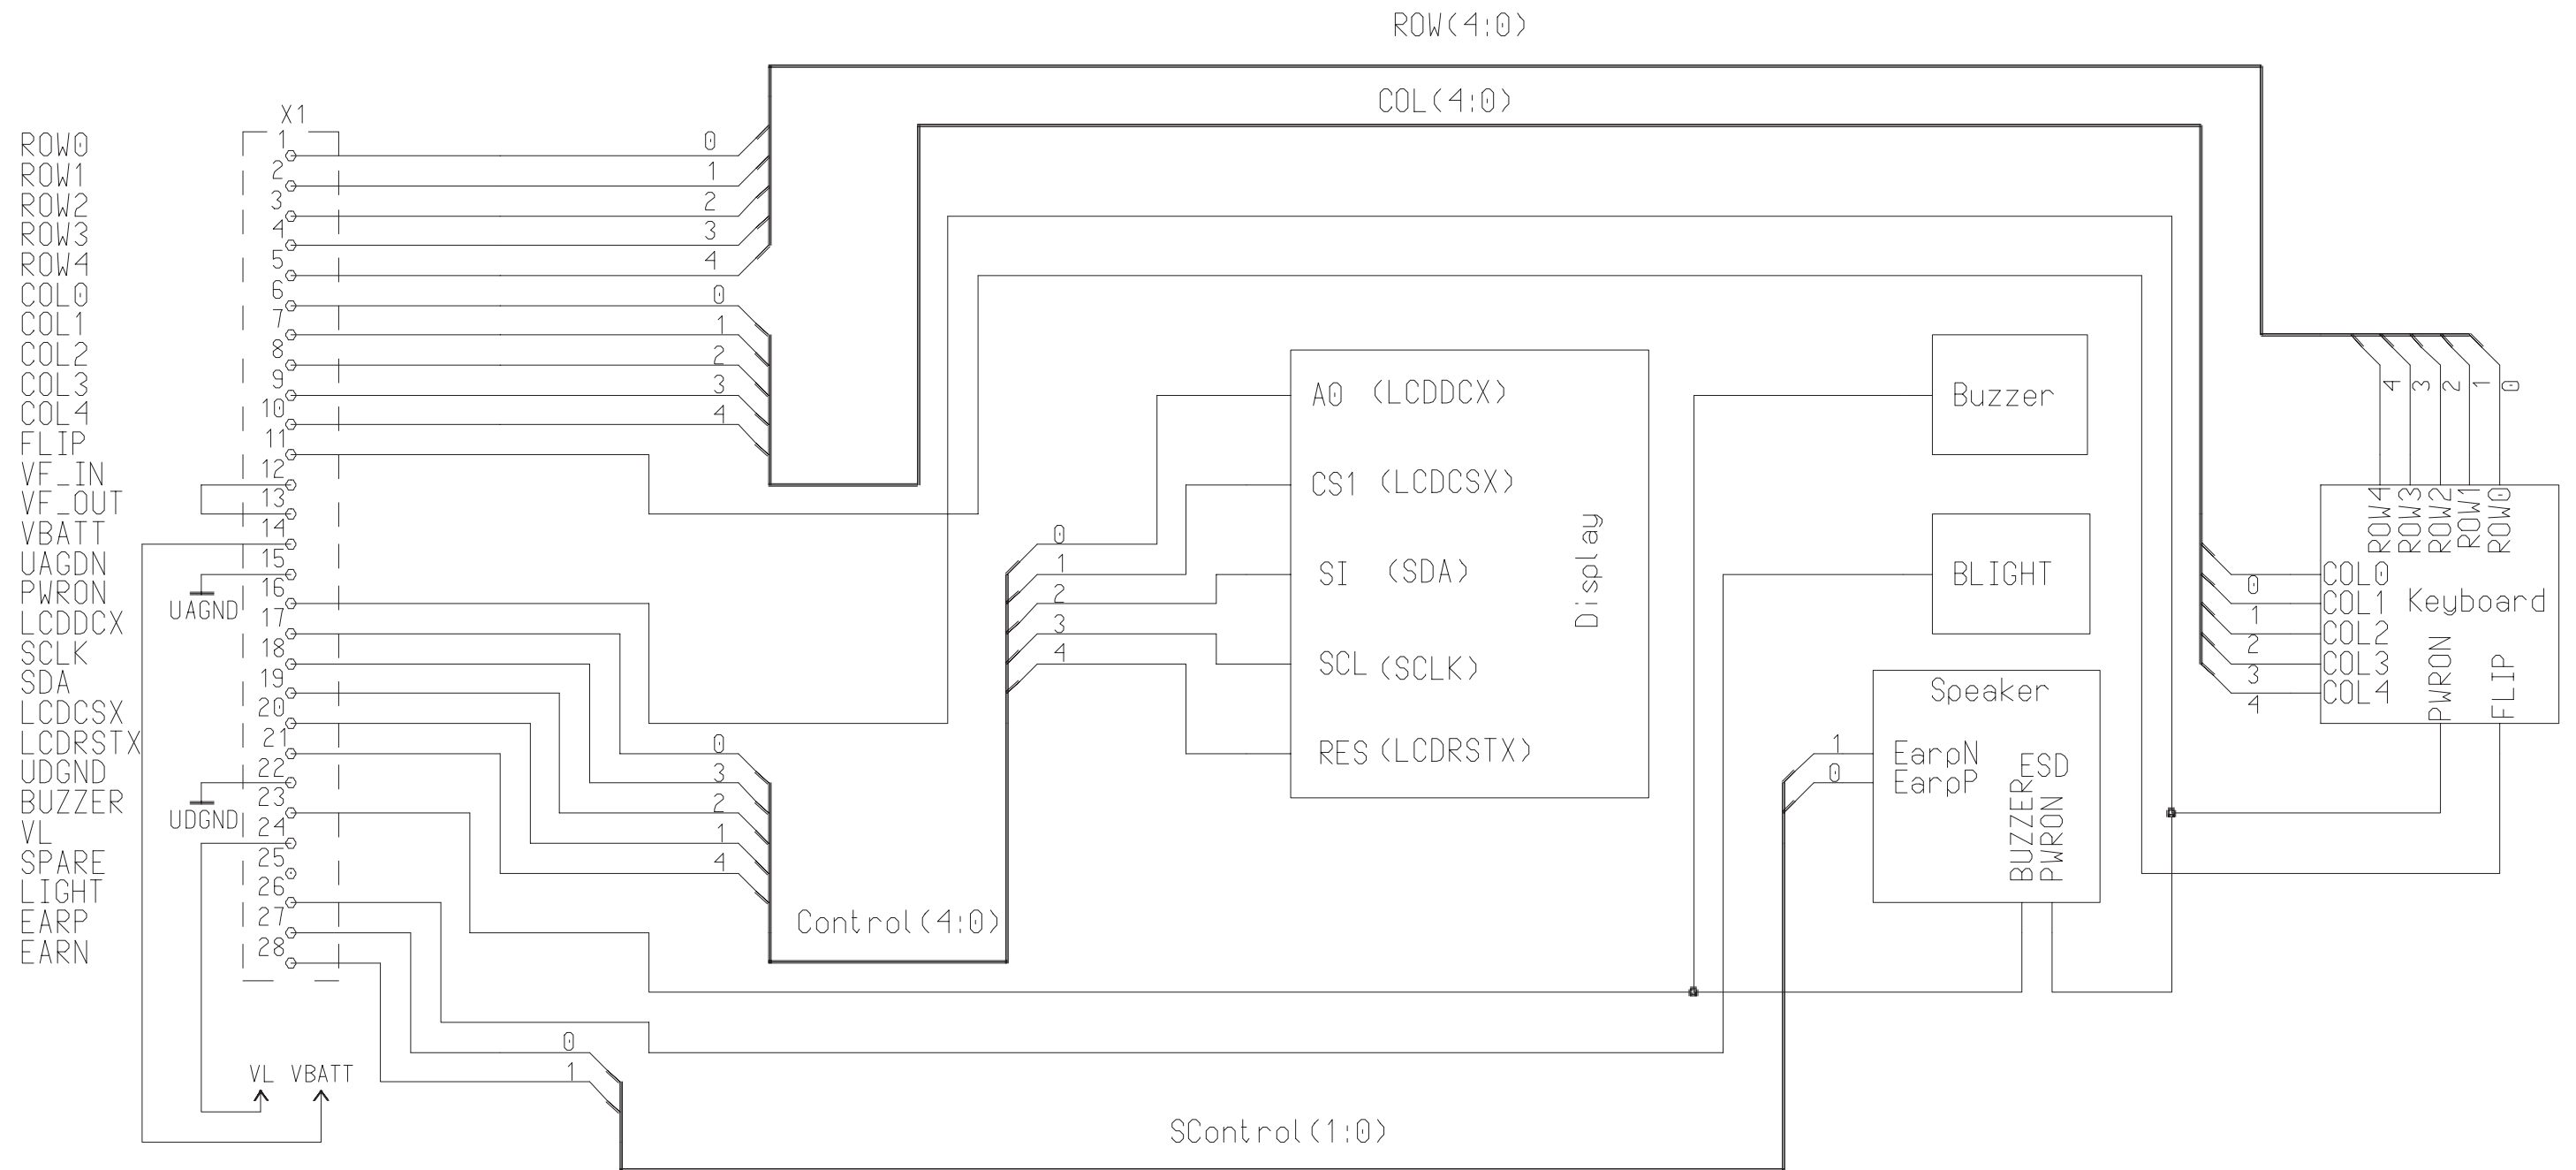 ROW(4:0)
COL(4:0)
X1
ROW0 1 0
ROW1 2 1
ROW2 3 2
ROW3 4 3
ROW4 5 4
COL0 6 0
COL1 7 1
COL2 8 2
COL3 9 3
COL4 10 4
FLIP 11
VF_IN 12
VF_OUT 13
VBATT 14
UAGDN 15
PWRON 16
UAGND
LCDDCX 17
SCLK 18
SDA 19
LCDCSX 20
LCDRSTX 21
UDGND 22
BUZZER 23
UDGND
VL 24
SPARE 25
LIGHT 26
EARP 27
EARN 28
0
3
2
1
4
Control(4:0)
0
1
2
3
4
A0 (LCDDCX)
CS1 (LCDCSX)
SI (SDA)
SCL (SCLK)
RES (LCDRSTX)
Display
Buzzer
BLIGHT
Speaker
1 EarpN
0 EarpP
ESD
BUZZER
PWRON
4 3 2 1 0
ROW4 ROW3 ROW2 ROW1 ROW0
0 COL0
1 COL1
2 COL2
3 COL3
4 COL4
Keyboard
PWRON
FLIP
0
1
VL VBATT
SControl(1:0)